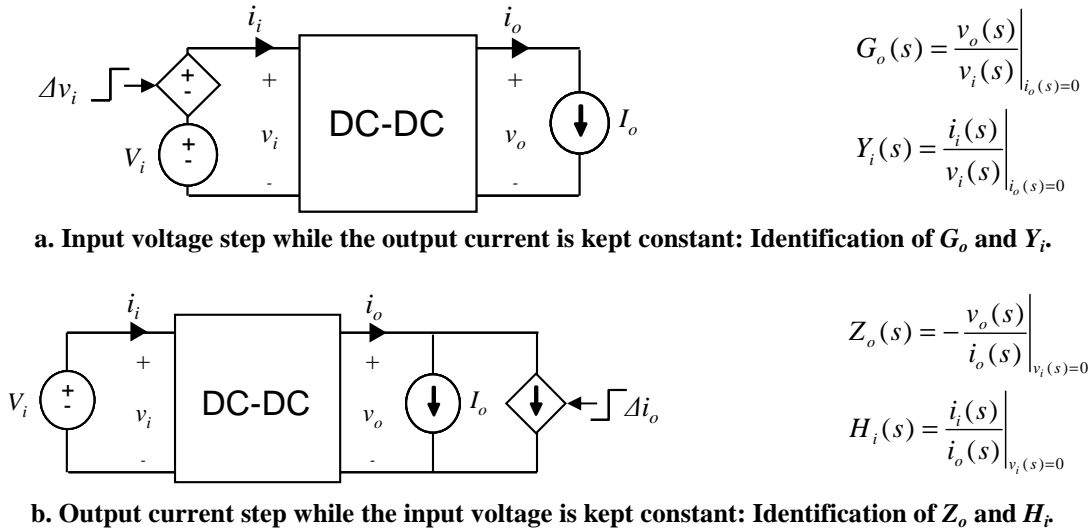 i_i
i_o
G_o(s) = v_o(s) / v_i(s) |_{i_o(s)=0}
+
-
Δv_i
+
+
v_i
DC-DC
v_o
I_o
V_i
+
-
-
-
Y_i(s) = i_i(s) / v_i(s) |_{i_o(s)=0}
a. Input voltage step while the output current is kept constant: Identification of G_o and Y_i.
i_i
i_o
Z_o(s) = - v_o(s) / i_o(s) |_{v_i(s)=0}
+
+
V_i
+
-
v_i
DC-DC
v_o
I_o
Δi_o
-
-
H_i(s) = i_i(s) / i_o(s) |_{v_i(s)=0}
b. Output current step while the input voltage is kept constant: Identification of Z_o and H_i.